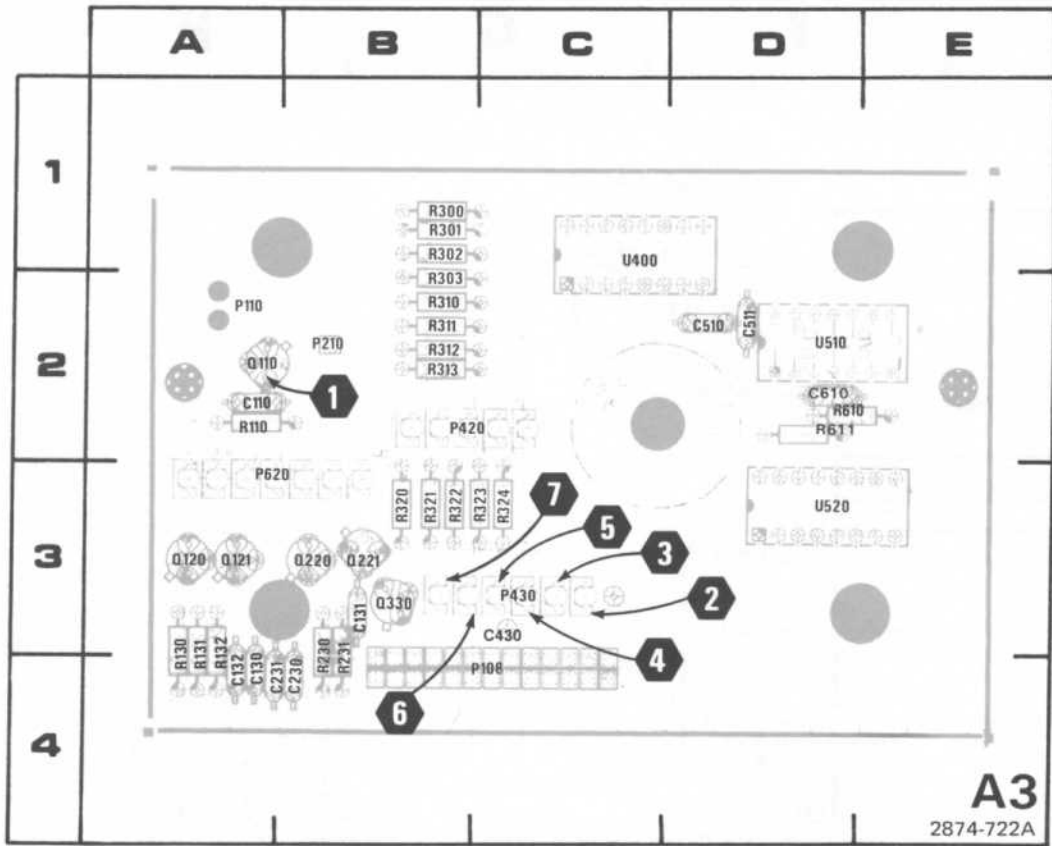 A B C D E
1
R300
R301
U400
R302
R303
2
P110
R310
C510
C511
R311
U510
P210
R312
Q110
R313
1
C110
C610
R610
R110
P420
R611
P620
7
R320
R321
R322
R323
R324
U520
5
3
3
Q120
Q121
Q220
Q221
C131
Q330
P430
2
C430
R130
R131
R132
C132
C130
C231
C230
R230
R231
P108
4
6
4
A3
2874-722A